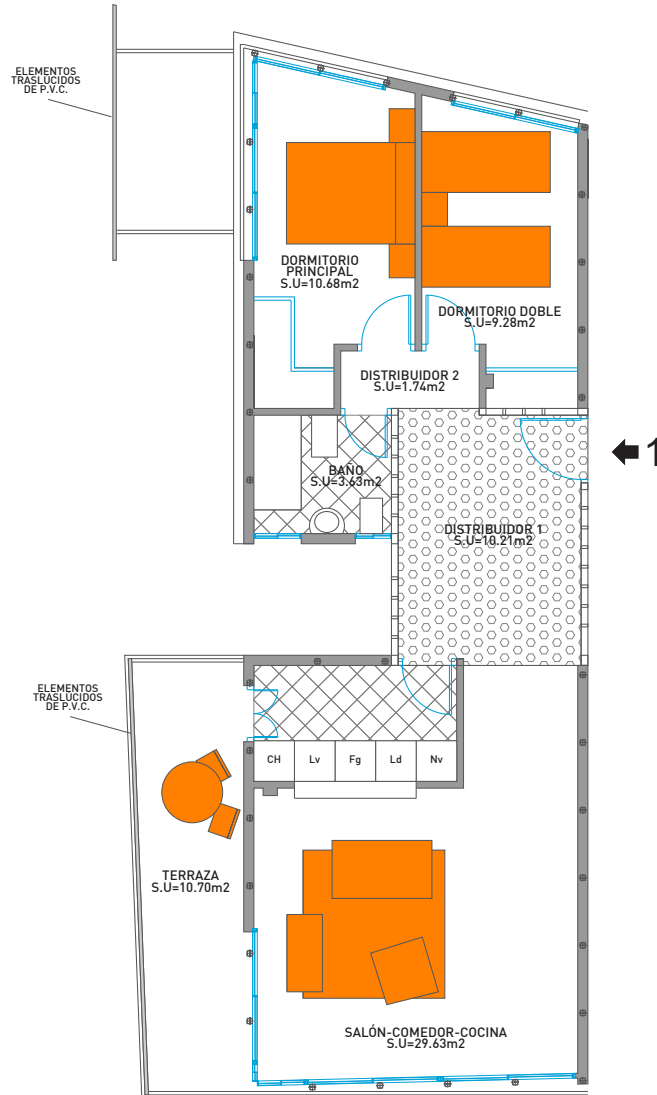 ELEMENTOS
TRASLUCIDOS
DE P.V.C.
DORMITORIO
PRINCIPAL
S.U=10.68m2
DORMITORIO DOBLE
S.U=9.28m2
DISTRIBUIDOR 2
S.U=1.74m2
1
BAÑO
S.U=3.63m2
DISTRIBUIDOR 1
S.U=10.21m2
ELEMENTOS
TRASLUCIDOS
DE P.V.C.
CH Lv Fg Ld Nv
TERRAZA
S.U=10.70m2
SALÓN-COMEDOR-COCINA
S.U=29.63m2